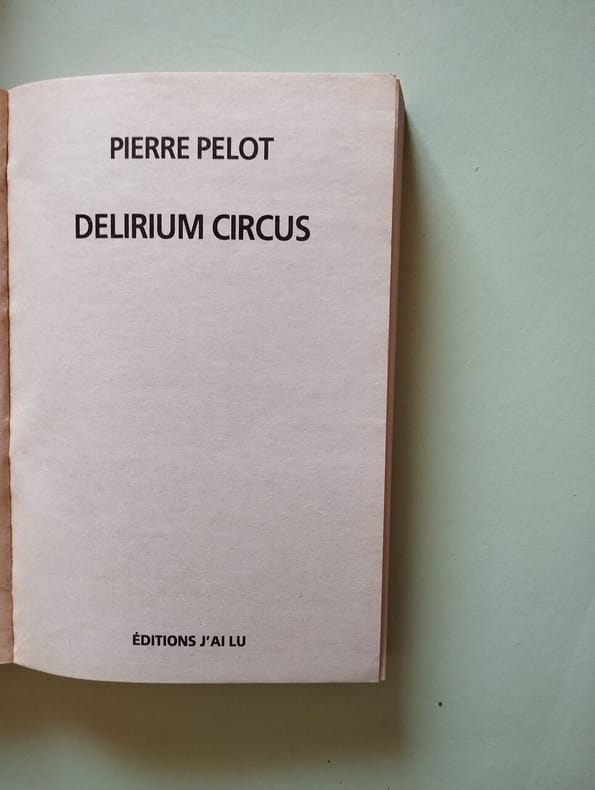 PIERRE PELOT
DELIRIUM CIRCUS
ÉDITIONS J'AI LU